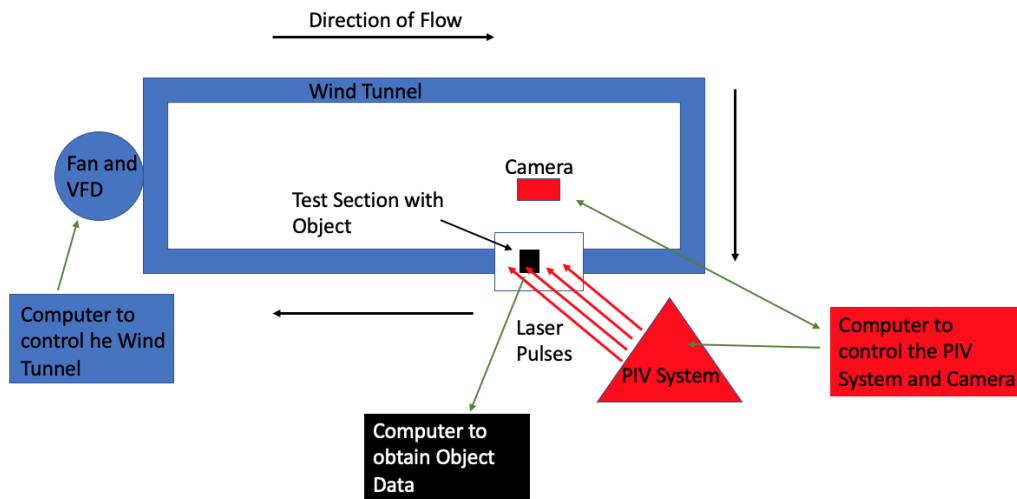 Direction of Flow
Wind Tunnel
Fan and
VFD
Camera
Test Section with
Object
Computer to
control he Wind
Tunnel
Laser
Pulses
PIV System
Computer to
control the PIV
System and Camera
Computer to
obtain Object
Data